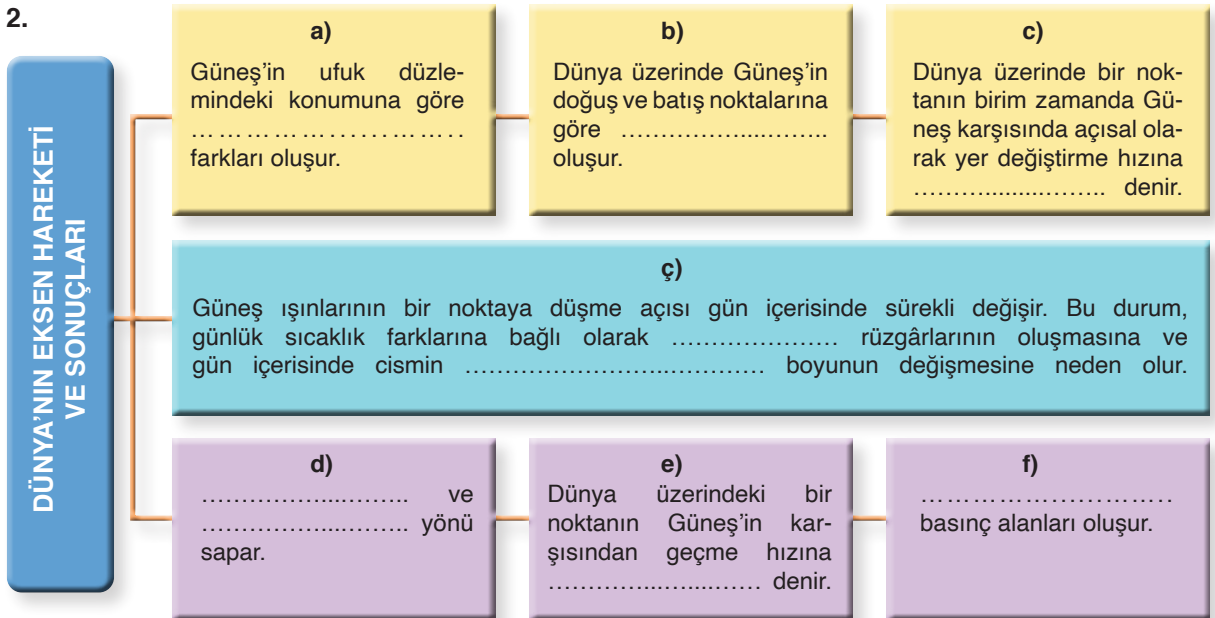 2.
DÜNYA’NIN EKSEN HAREKETİ
VE SONUÇLARI
a)
Güneş’in ufuk düzle-
mindeki konumuna göre
……………......……..
farkları oluşur.
b)
Dünya üzerinde Güneş’in
doğuş ve batış noktalarına
göre ……………....……..
oluşur.
c)
Dünya üzerinde bir nok-
tanın birim zamanda Gü-
neş karşısında açısal ola-
rak yer değiştirme hızına
………..........…….. denir.
ç)
Güneş ışınlarının bir noktaya düşme açısı gün içerisinde sürekli değişir. Bu durum,
günlük sıcaklık farklarına bağlı olarak ………………… rüzgârlarının oluşmasına ve
gün içerisinde cismin ……………………..………… boyunun değişmesine neden olur.
d)
……………....…….. ve
……………....…….. yönü
sapar.
e)
Dünya üzerindeki bir
noktanın Güneş’in kar-
şısından geçme hızına
…………...…...…… denir.
f)
……………......……..
basınç alanları oluşur.